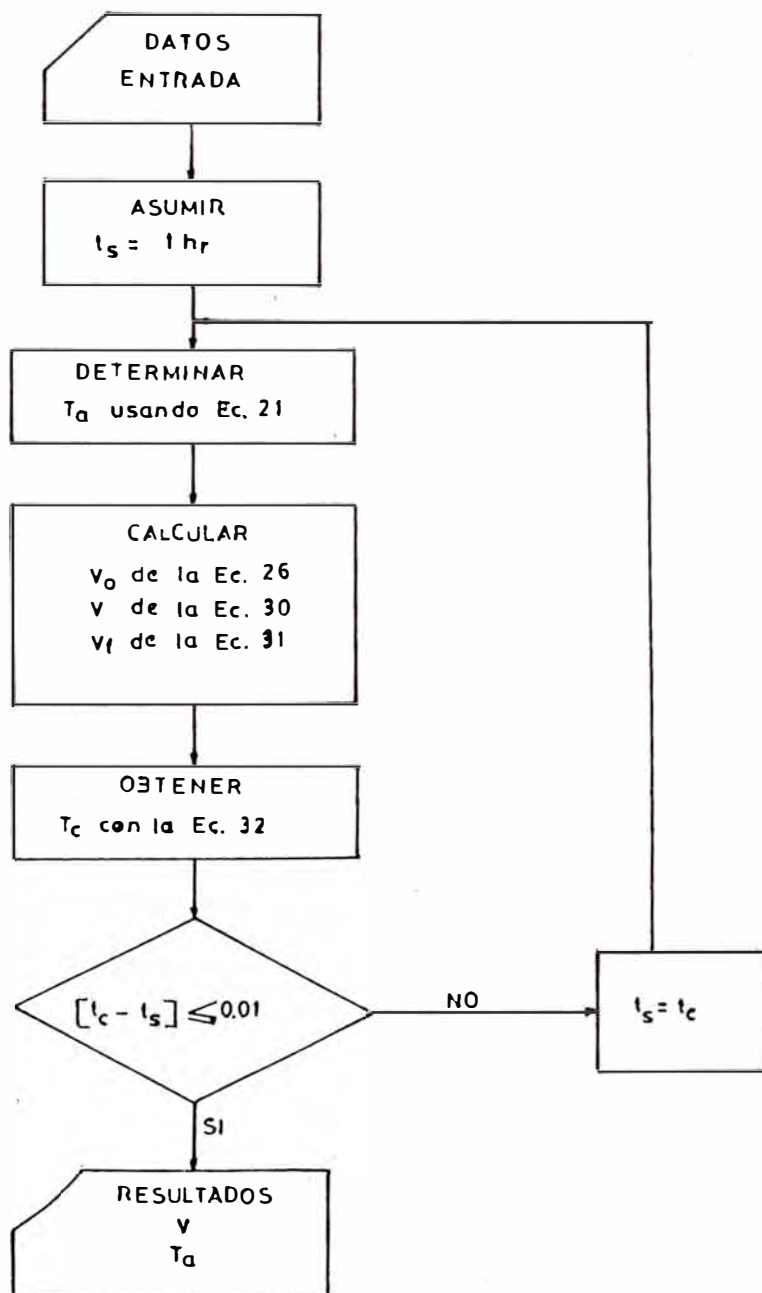 DATOS
ENTRADA
ASUMIR
ts = 1 hr
DETERMINAR
Ta usando Ec. 21
CALCULAR
Vo de la Ec. 26
V de la Ec. 30
Vf de la Ec. 31
OBTENER
Tc con la Ec. 32
[tc - ts] ≤ 0.01
NO
ts = tc
SI
RESULTADOS
V
Ta